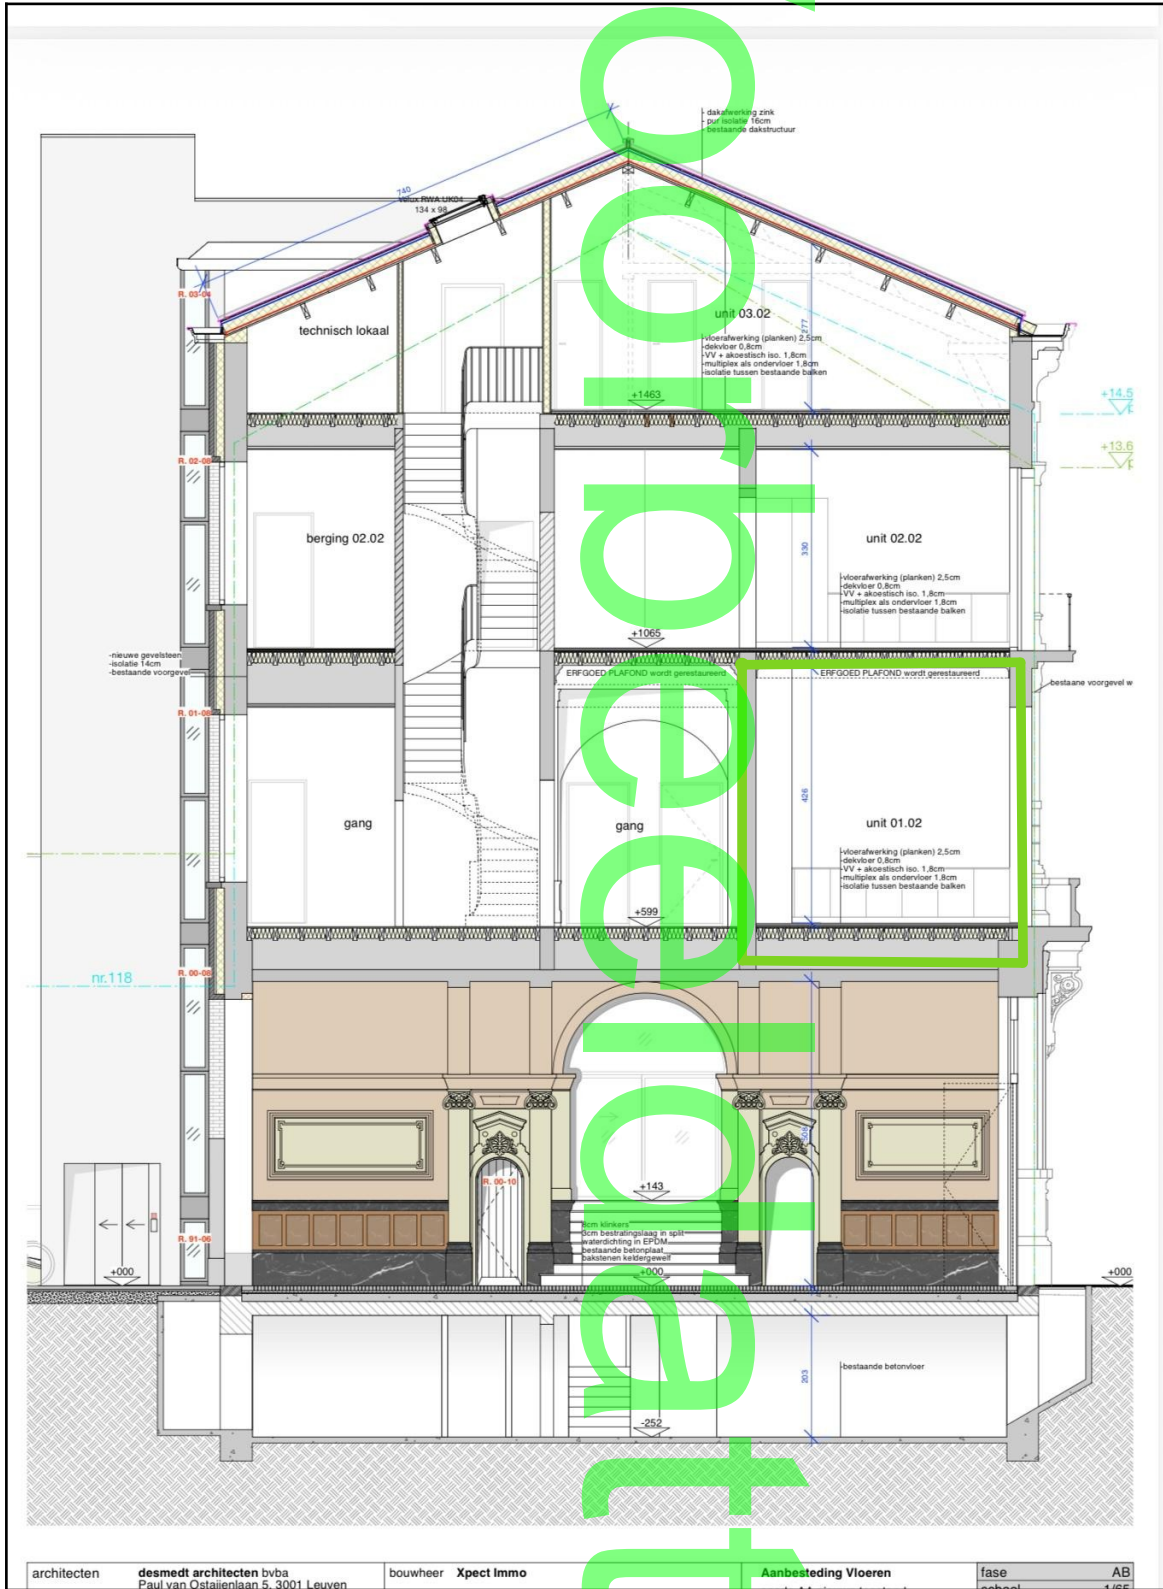 dakafwerking zink
pur isolatie 16cm
bestaande dakstructuur
740
Velux RWA UK04
134 x 98
R. 03-04
technisch lokaal
unit 03.02
277
-vloerafwerking (planken) 2,5cm
-dekvloer 0,8cm
-VV + akoestisch iso. 1,8cm
-multiplex als ondervloer 1,8cm
-isolatie tussen bestaande balken
+1463
+14.5
+13.6
R. 02-08
berging 02.02
unit 02.02
330
-vloerafwerking (planken) 2,5cm
-dekvloer 0,8cm
-VV + akoestisch iso. 1,8cm
-multiplex als ondervloer 1,8cm
-isolatie tussen bestaande balken
+1065
-nieuwe gevelsteen
-isolatie 14cm
-bestaande voorgevel
ERFGOED PLAFOND wordt gerestaureerd
ERFGOED PLAFOND wordt gerestaureerd
bestaane voorgevel w
R. 01-08
gang
gang
426
unit 01.02
-vloerafwerking (planken) 2,5cm
-dekvloer 0,8cm
-VV + akoestisch iso. 1,8cm
-multiplex als ondervloer 1,8cm
-isolatie tussen bestaande balken
+599
nr.118
R. 00-08
508
R. 00-10
+143
8cm klinkers
3cm bestratingslaag in split
waterdichting in EPDM
bestaande betonplaat
bakstenen keldergewelf
R. 91-06
+000
+000
+000
203
-bestaande betonvloer
-252
architecten
desmedt architecten bvba
Paul van Ostaijenlaan 5, 3001 Leuven
bouwheer Xpect Immo
Aanbesteding Vloeren
fase AB
schaal 1/65